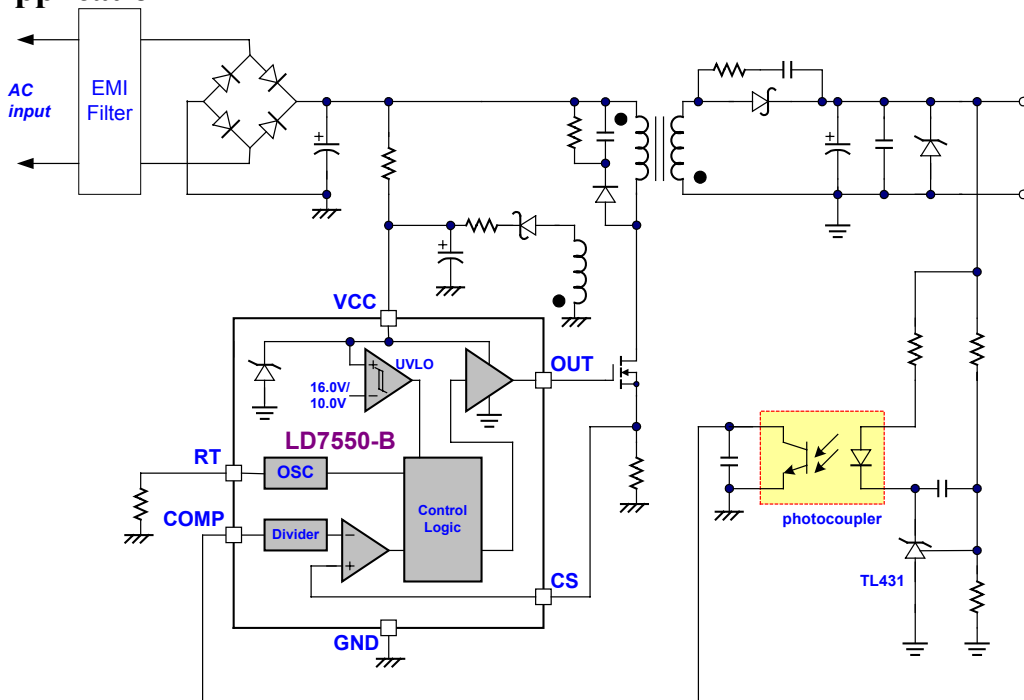 AC
input
EMI
Filter
VCC
UVLO
16.0V/
10.0V
OUT
LD7550-B
RT
OSC
COMP
Divider
Control
Logic
CS
GND
photocoupler
TL431